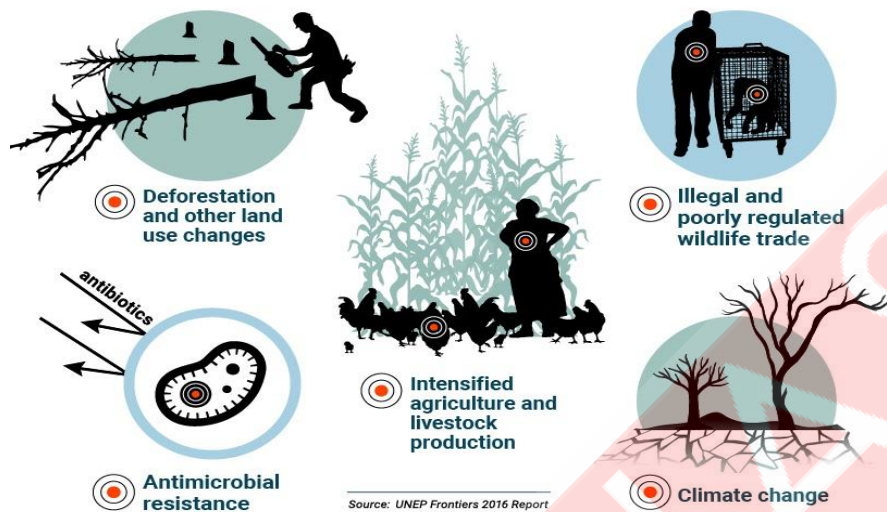 Deforestation
and other land
use changes
Illegal and
poorly regulated
wildlife trade
antibiotics
Intensified
agriculture and
livestock
production
Antimicrobial
resistance
Climate change
Source: UNEP Frontiers 2016 Report